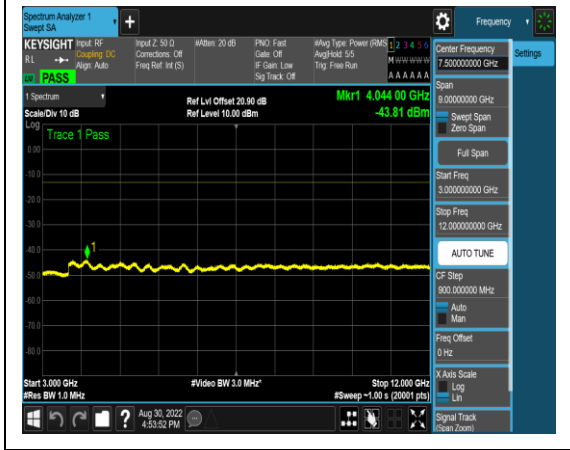 Spectrum Analyzer 1
Swept SA
Frequency
KEYSIGHT
Input: RF
Coupling: DC
Align: Auto
RL
Input Z: 50 Ω
Corrections: Off
Freq Ref: Int (S)
#Atten: 20 dB
PNO: Fast
Gate: Off
IF Gain: Low
Sig Track: Off
#Avg Type: Power (RMS
Avg|Hold: 5/5
Trig: Free Run
1 2 3 4 5 6
M W W W W W
A A A A A A
PASS
1 Spectrum
Scale/Div 10 dB
Ref Lvl Offset 20.90 dB
Ref Level 10.00 dBm
Mkr1 4.044 00 GHz
-43.81 dBm
Log
Trace 1 Pass
0.00
-10.0
-20.0
-30.0
-40.0
1
-50.0
-60.0
-70.0
-80.0
Start 3.000 GHz
#Res BW 1.0 MHz
#Video BW 3.0 MHz*
Stop 12.000 GHz
#Sweep ~1.00 s (20001 pts)
?
Aug 30, 2022
4:53:52 PM
Center Frequency
7.500000000 GHz
Settings
Span
9.00000000 GHz
Swept Span
Zero Span
Full Span
Start Freq
3.000000000 GHz
Stop Freq
12.000000000 GHz
AUTO TUNE
CF Step
900.000000 MHz
Auto
Man
Freq Offset
0 Hz
X Axis Scale
Log
Lin
Signal Track
(Span Zoom)